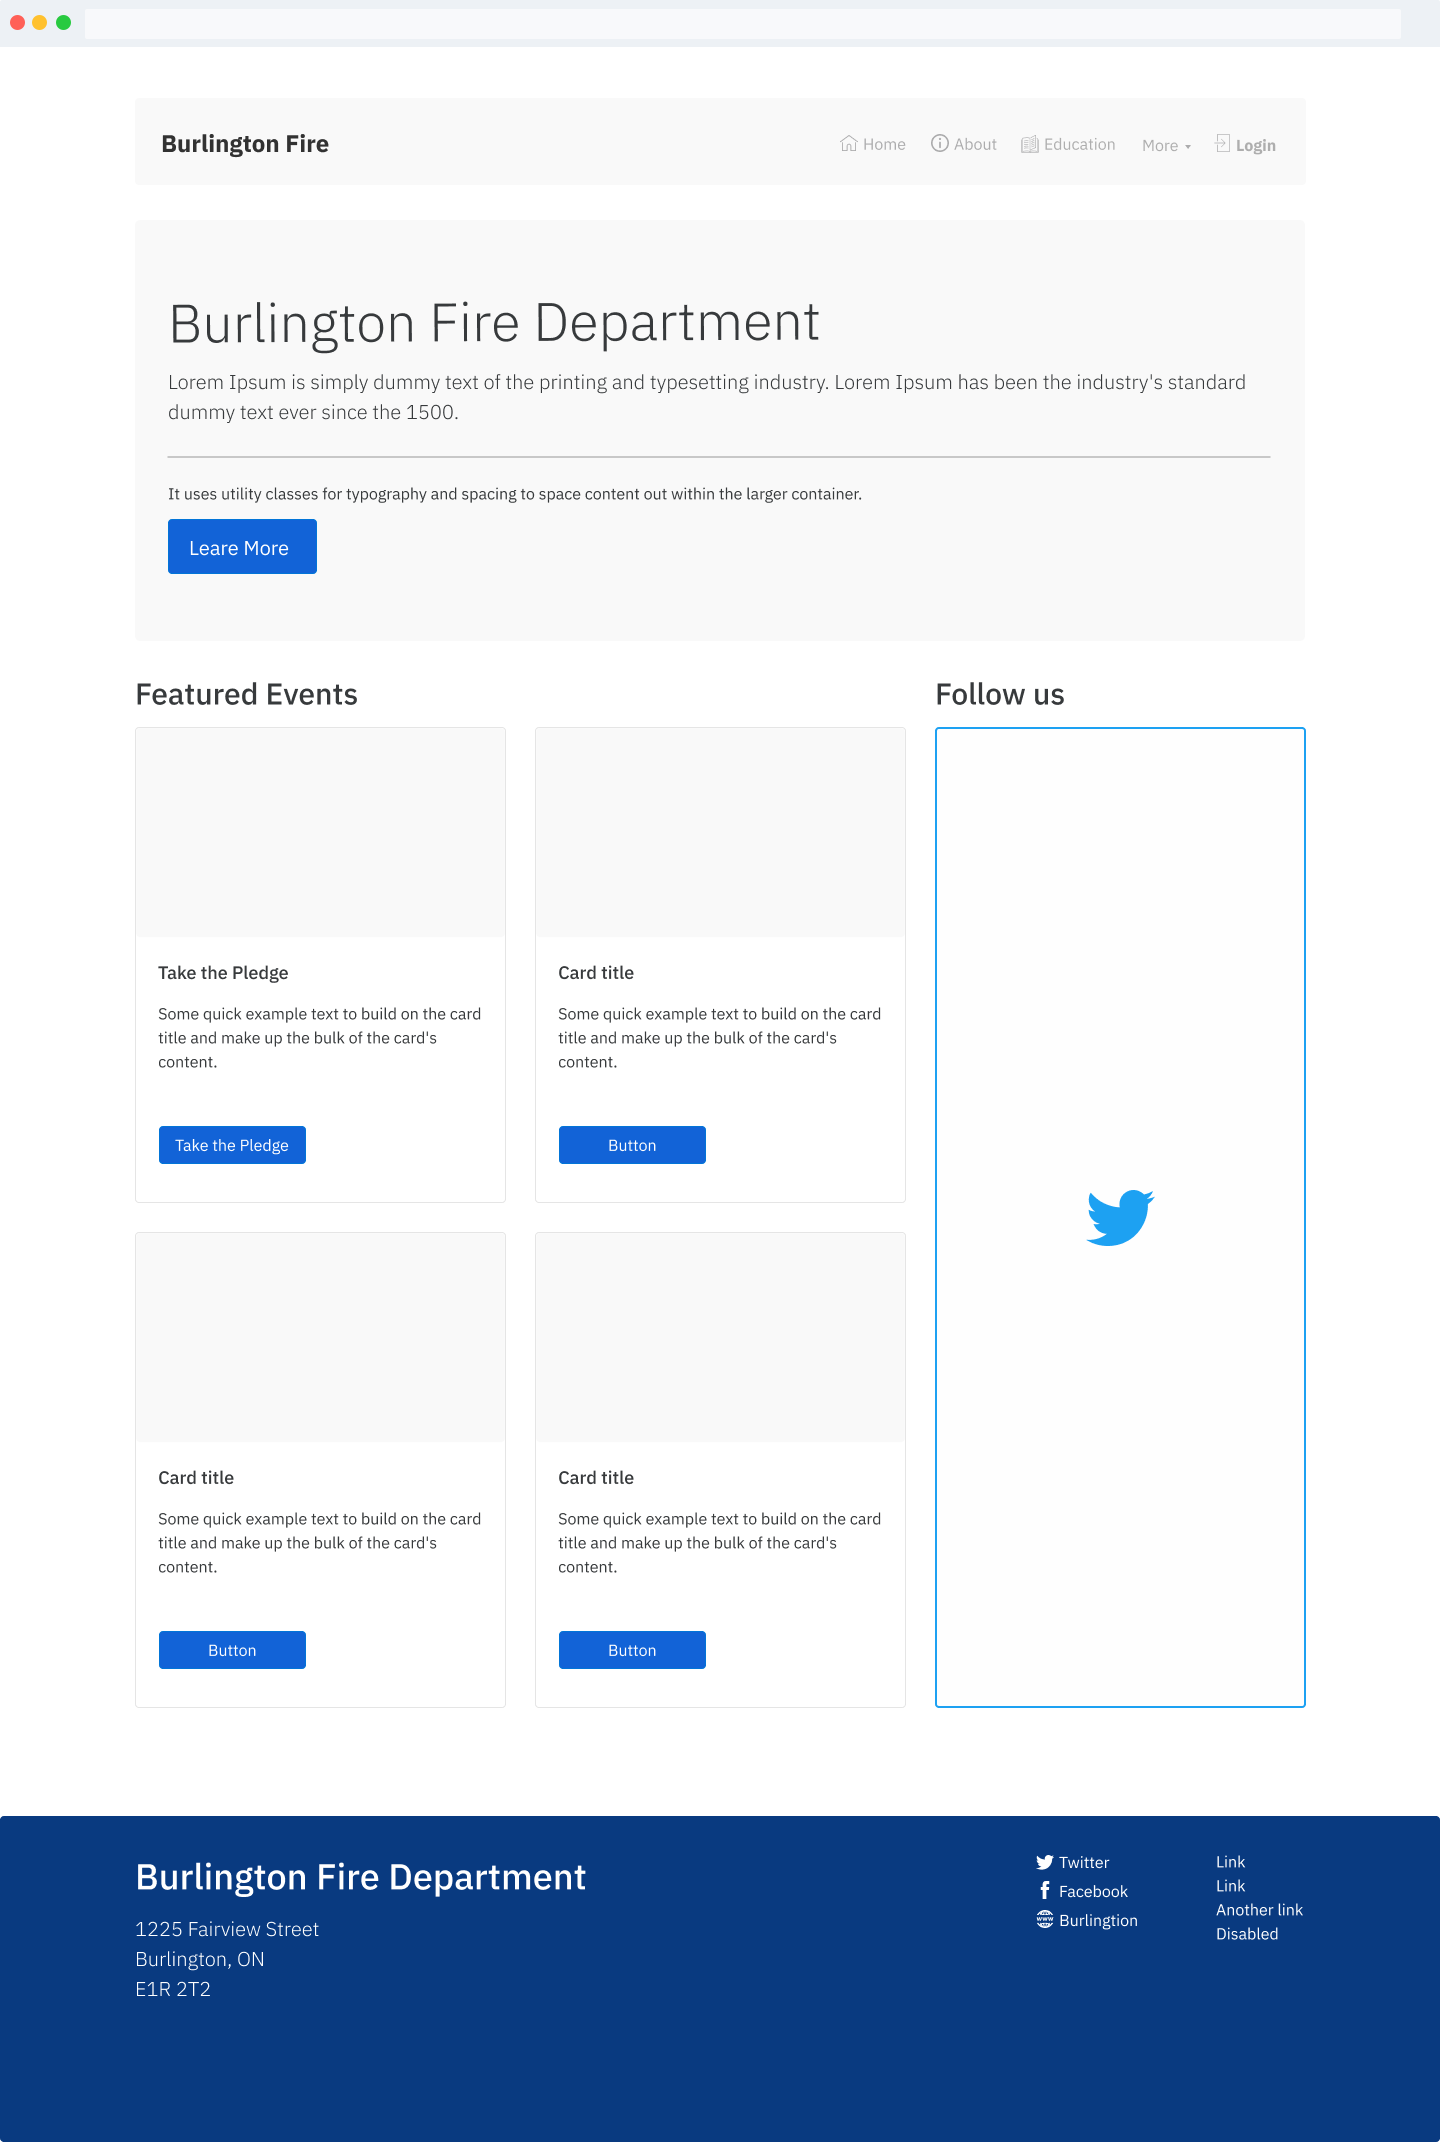 Burlington Fire
Home
About
Education
More
Login
Burlington Fire Department
Lorem Ipsum is simply dummy text of the printing and typesetting industry. Lorem Ipsum has been the industry's standard
dummy text ever since the 1500.
It uses utility classes for typography and spacing to space content out within the larger container.
Leare More
Featured Events
Follow us
Take the Pledge
Some quick example text to build on the card
title and make up the bulk of the card's
content.
Take the Pledge
Card title
Some quick example text to build on the card
title and make up the bulk of the card's
content.
Button
Card title
Some quick example text to build on the card
title and make up the bulk of the card's
content.
Button
Card title
Some quick example text to build on the card
title and make up the bulk of the card's
content.
Button
Burlington Fire Department
1225 Fairview Street
Burlington, ON
E1R 2T2
Twitter
Facebook
www
Burlingtion
Link
Link
Another link
Disabled